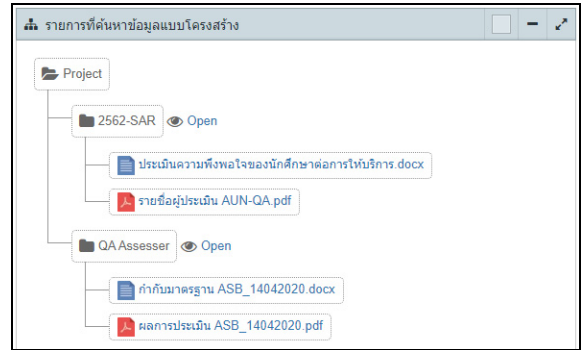 รายการที่ค้นหาข้อมูลแบบโครงสร้าง
Project
2562-SAR Open
ประเมินความพึงพอใจของนักศึกษาต่อการให้บริการ.docx
รายชื่อผู้ประเมิน AUN-QA.pdf
QA Assesser Open
กำกับมาตรฐาน ASB_14042020.docx
ผลการประเมิน ASB_14042020.pdf